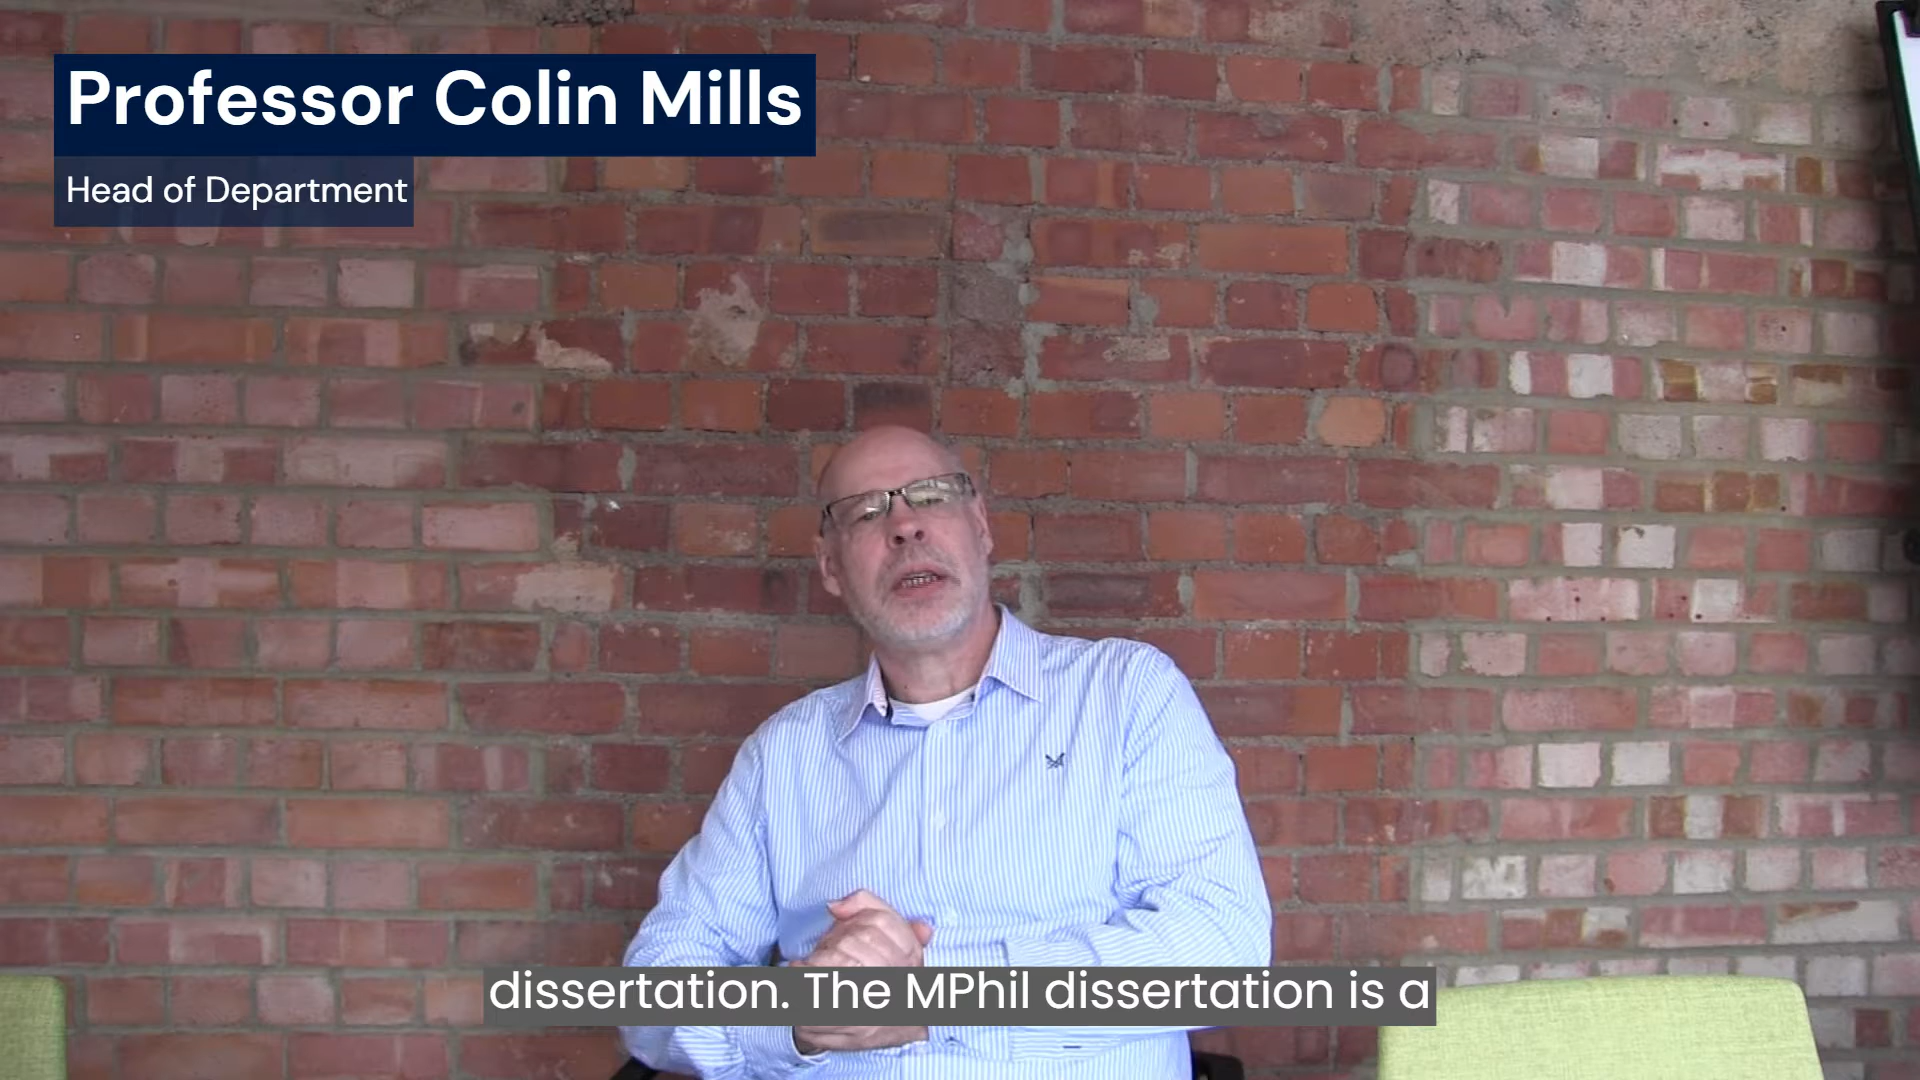 Professor Colin Mills
Head of Department
dissertation. The MPhil dissertation is a